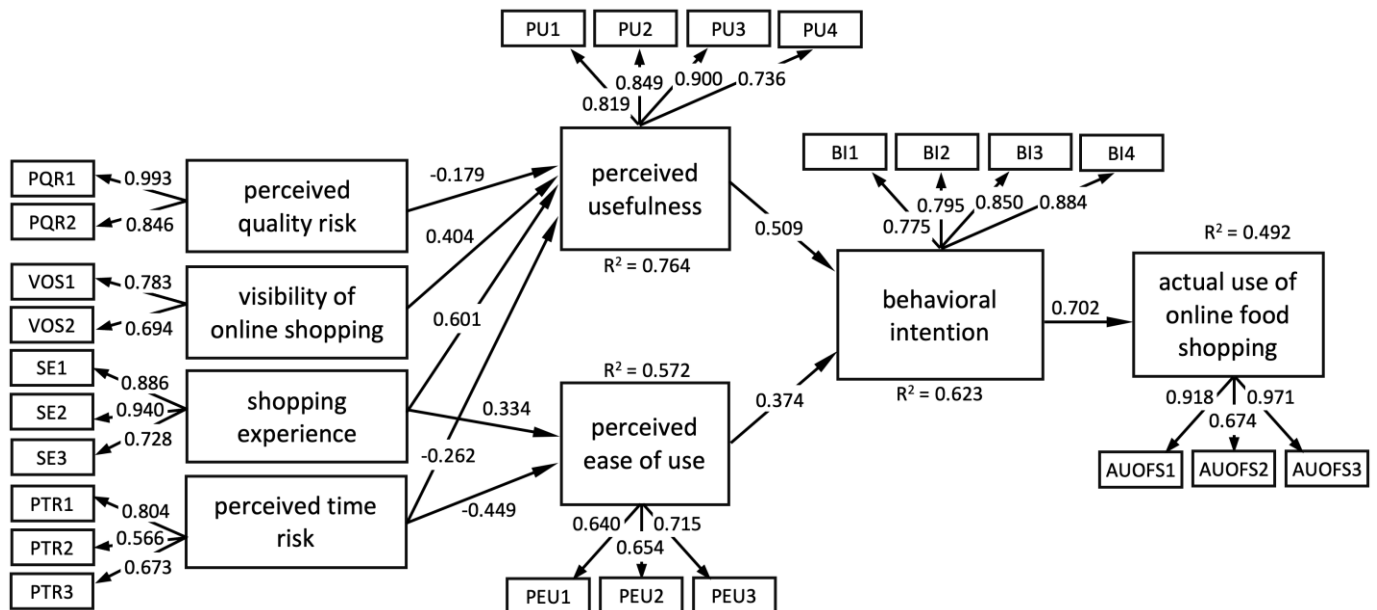 PU1 PU2 PU3 PU4
0.819 0.849 0.900 0.736
PQR1 0.993
PQR2 0.846
perceived
quality risk
-0.179
perceived
usefulness
R² = 0.764
VOS1 0.783
VOS2 0.694
visibility of
online shopping
0.404
SE1 0.886
SE2 0.940
SE3 0.728
shopping
experience
0.601
0.334
PTR1 0.804
PTR2 0.566
PTR3 0.673
perceived time
risk
-0.262
-0.449
R² = 0.572
perceived
ease of use
0.640 0.654 0.715
PEU1 PEU2 PEU3
0.509
0.374
BI1 BI2 BI3 BI4
0.775 0.795 0.850 0.884
behavioral
intention
R² = 0.623
0.702
R² = 0.492
actual use of
online food
shopping
0.918 0.674 0.971
AUOFS1 AUOFS2 AUOFS3